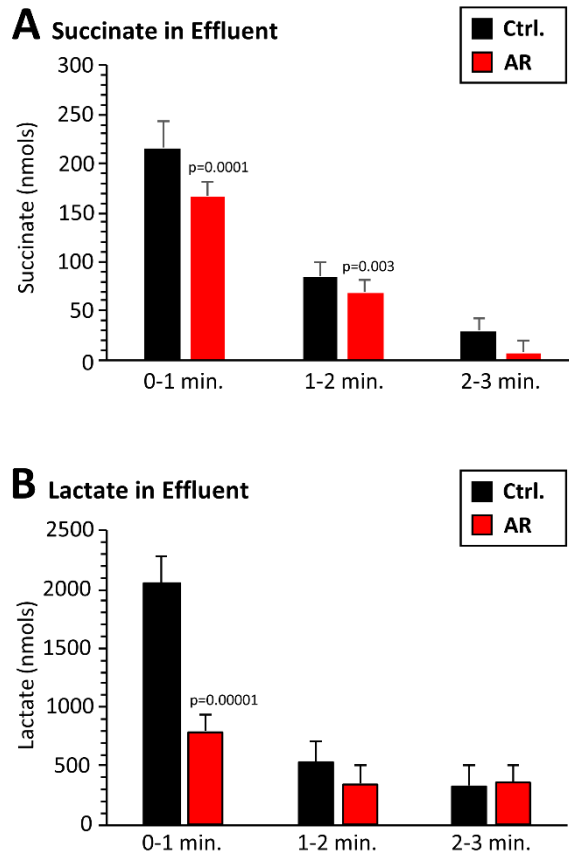 A Succinate in Effluent
Ctrl.
AR
Succinate (nmols)
300
250
200
150
100
50
0
p=0.0001
p=0.003
0-1 min.
1-2 min.
2-3 min.
B Lactate in Effluent
Ctrl.
AR
Lactate (nmols)
2500
2000
1500
1000
500
0
p=0.00001
0-1 min.
1-2 min.
2-3 min.